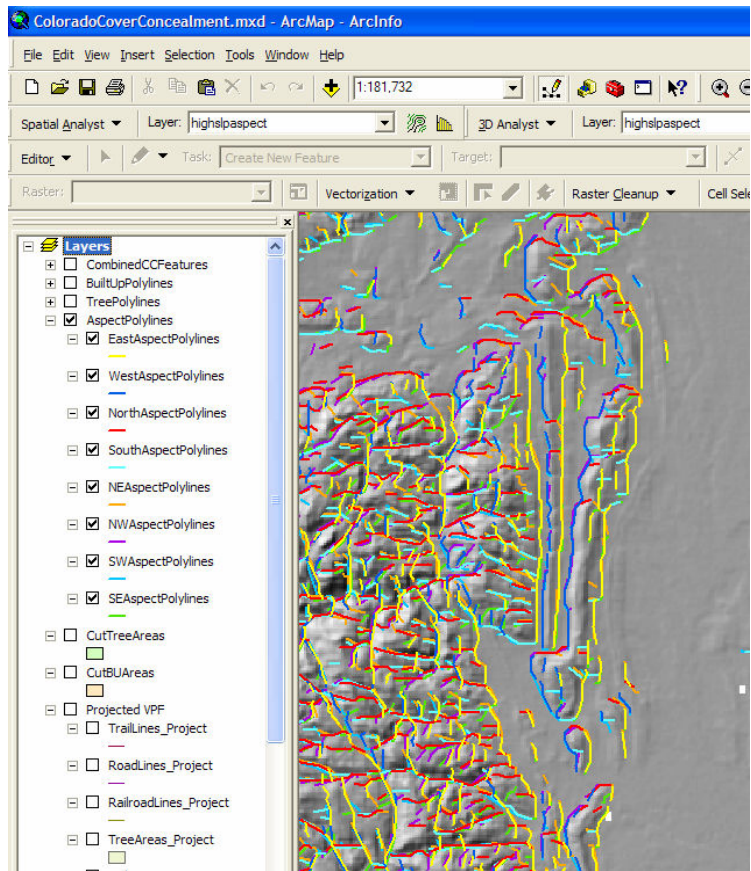 ColoradoCoverConcealment.mxd - ArcMap - ArcInfo
File Edit View Insert Selection Tools Window Help
1:181,732
Spatial Analyst Layer: highslpaspect 3D Analyst Layer: highslpaspect
Editor Task: Create New Feature Target:
Raster: Vectorization Raster Cleanup Cell Sele
Layers
CombinedCCFeatures
BuiltUpPolylines
TreePolylines
AspectPolylines
EastAspectPolylines
WestAspectPolylines
NorthAspectPolylines
SouthAspectPolylines
NEAspectPolylines
NWAspectPolylines
SWAspectPolylines
SEAspectPolylines
CutTreeAreas
CutBUAreas
Projected VPF
TrailLines_Project
RoadLines_Project
RailroadLines_Project
TreeAreas_Project